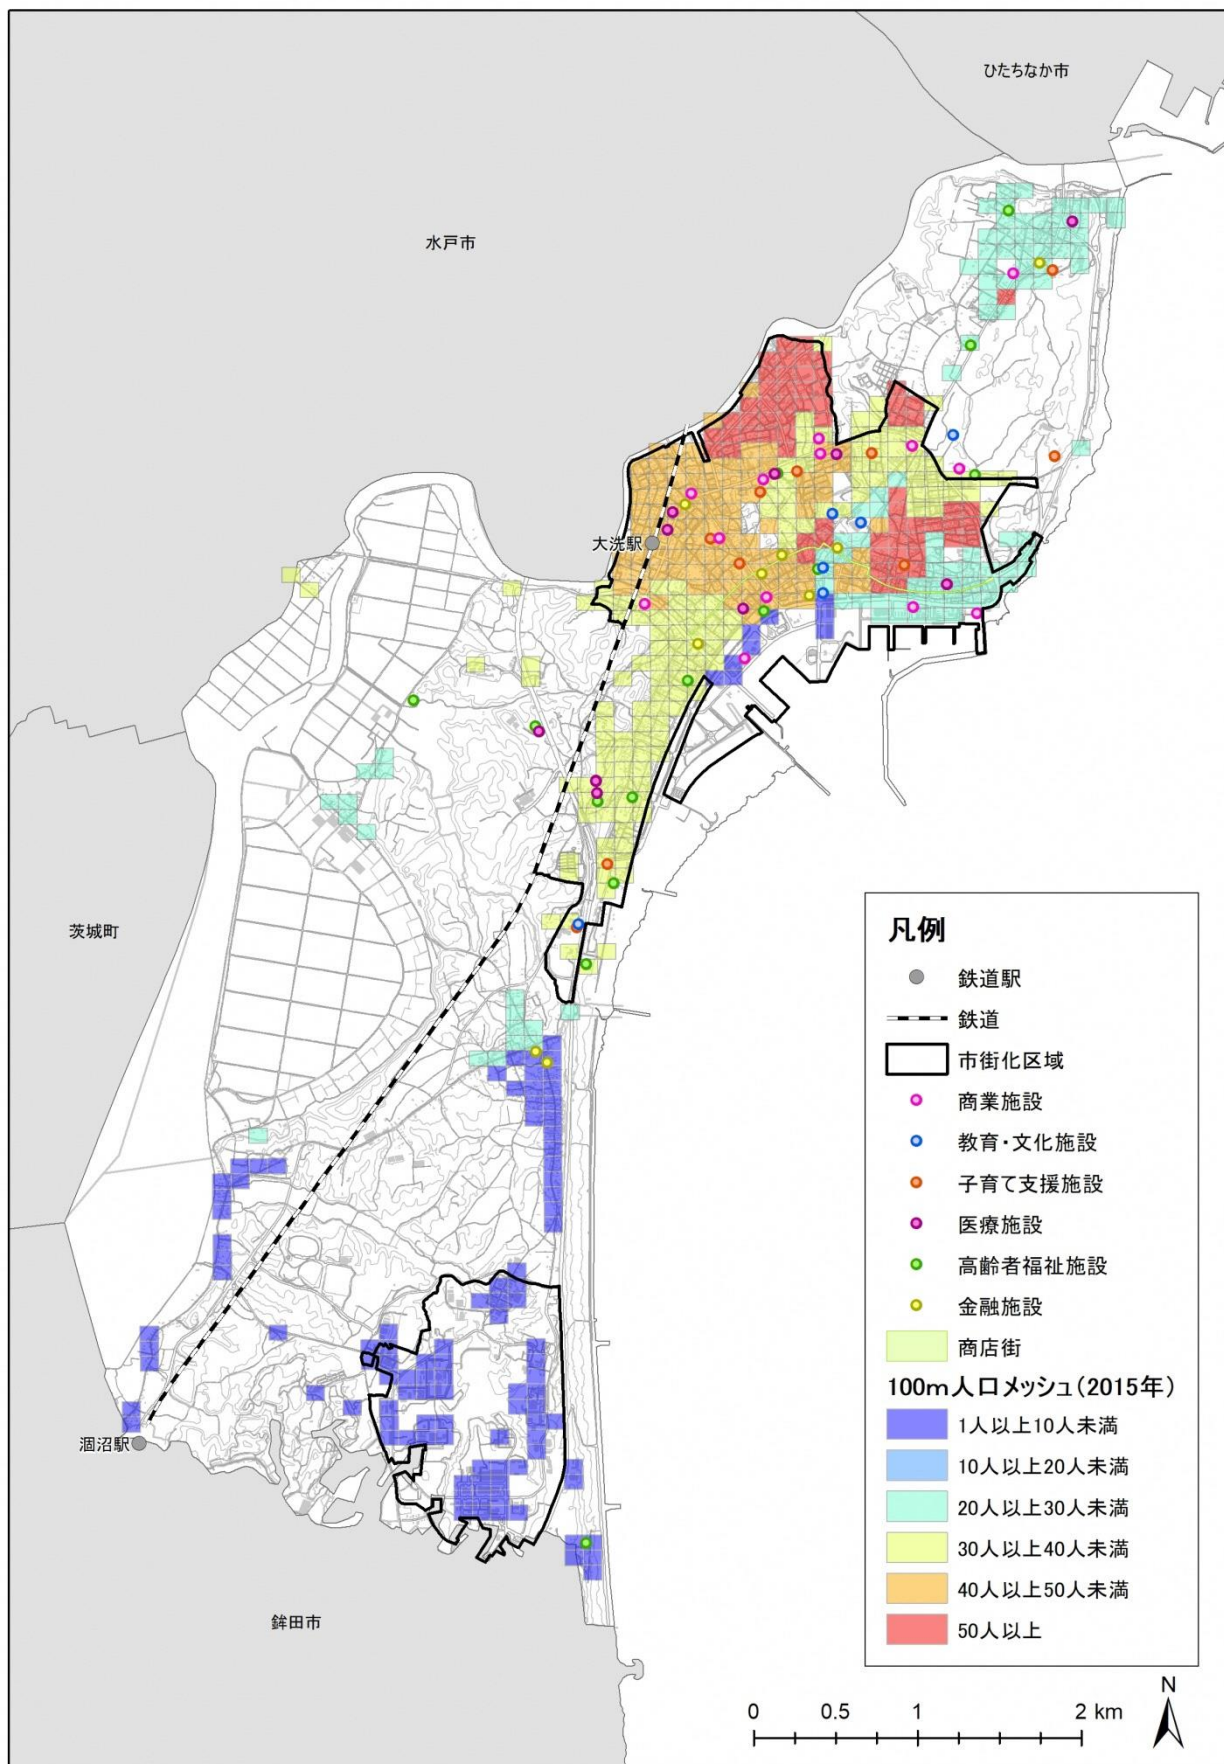 ひたちなか市
水戸市
大洗駅
茨城町
涸沼駅
鉾田市
凡例
鉄道駅
鉄道
市街化区域
商業施設
教育・文化施設
子育て支援施設
医療施設
高齢者福祉施設
金融施設
商店街
100m人口メッシュ(2015年)
1人以上10人未満
10人以上20人未満
20人以上30人未満
30人以上40人未満
40人以上50人未満
50人以上
N
0 0.5 1 2 km